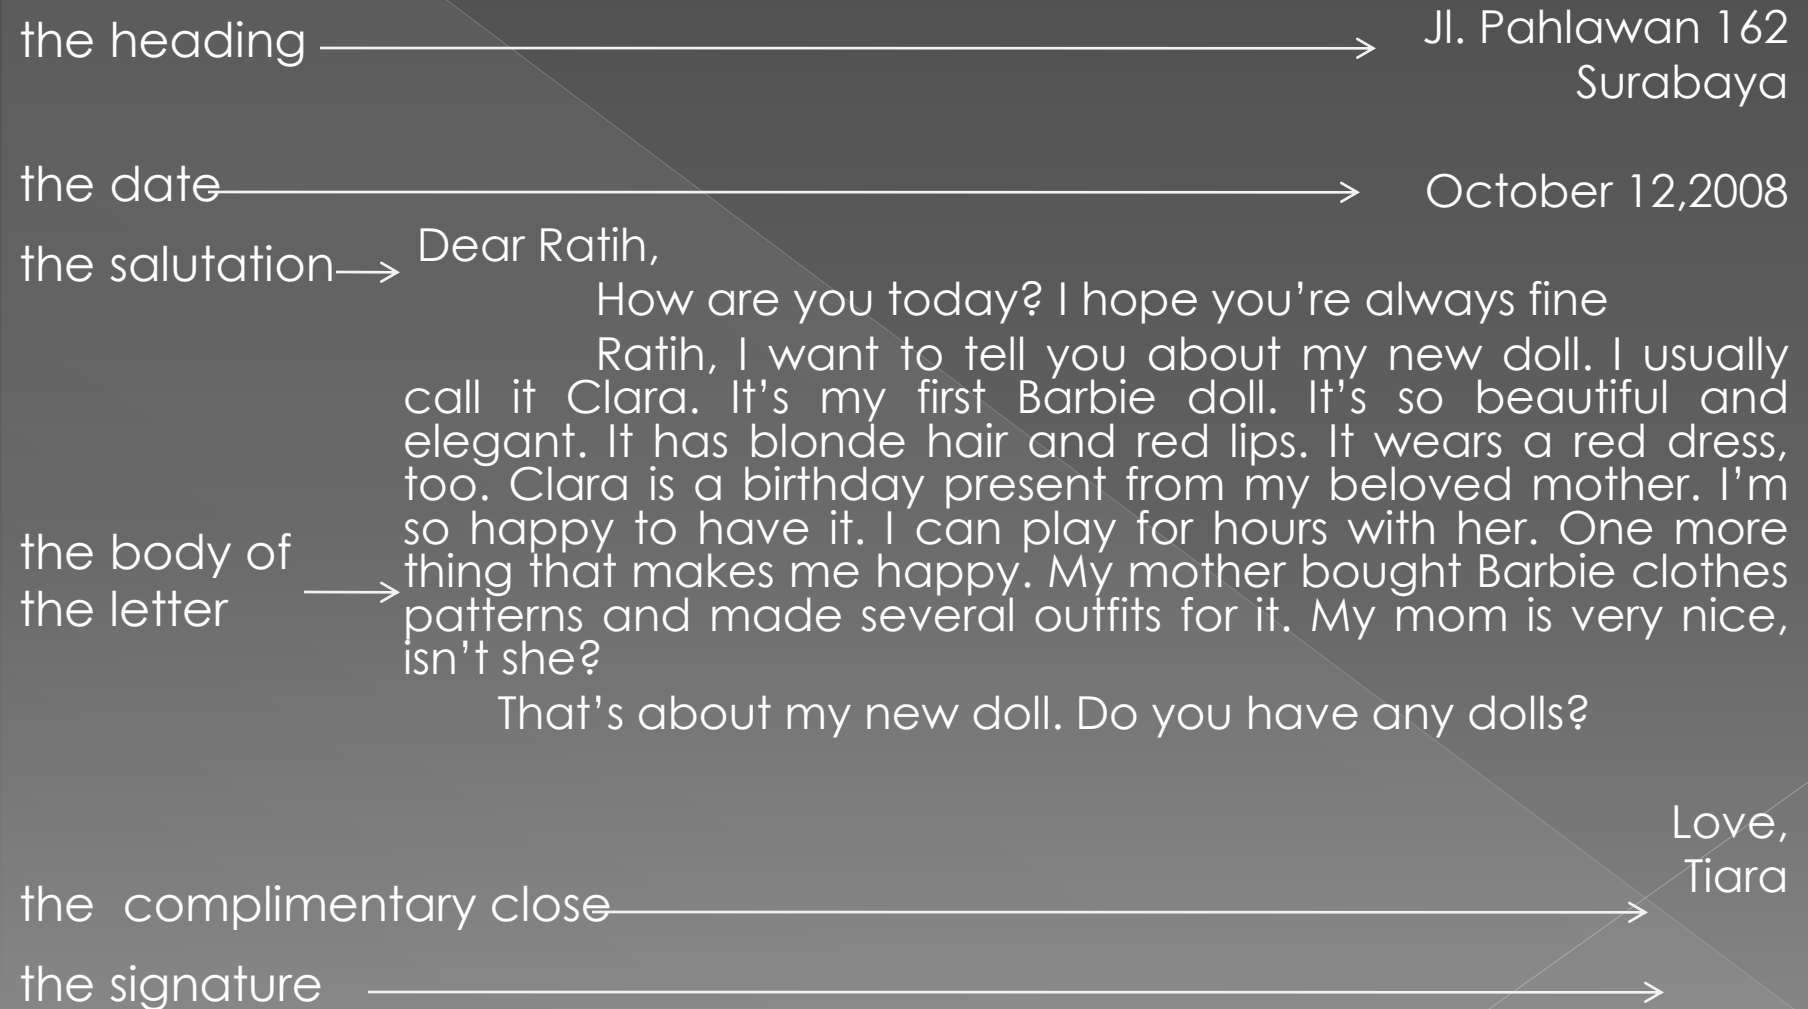 the heading
Jl. Pahlawan 162
Surabaya
the date
October 12,2008
the salutation
Dear Ratih,
How are you today? I hope you’re always fine
Ratih, I want to tell you about my new doll. I usually
call it Clara. It’s my first Barbie doll. It’s so beautiful and
elegant. It has blonde hair and red lips. It wears a red dress,
too. Clara is a birthday present from my beloved mother. I’m
so happy to have it. I can play for hours with her. One more
thing that makes me happy. My mother bought Barbie clothes
patterns and made several outfits for it. My mom is very nice,
isn’t she?
the body of
the letter
That’s about my new doll. Do you have any dolls?
Love,
Tiara
the complimentary close
the signature